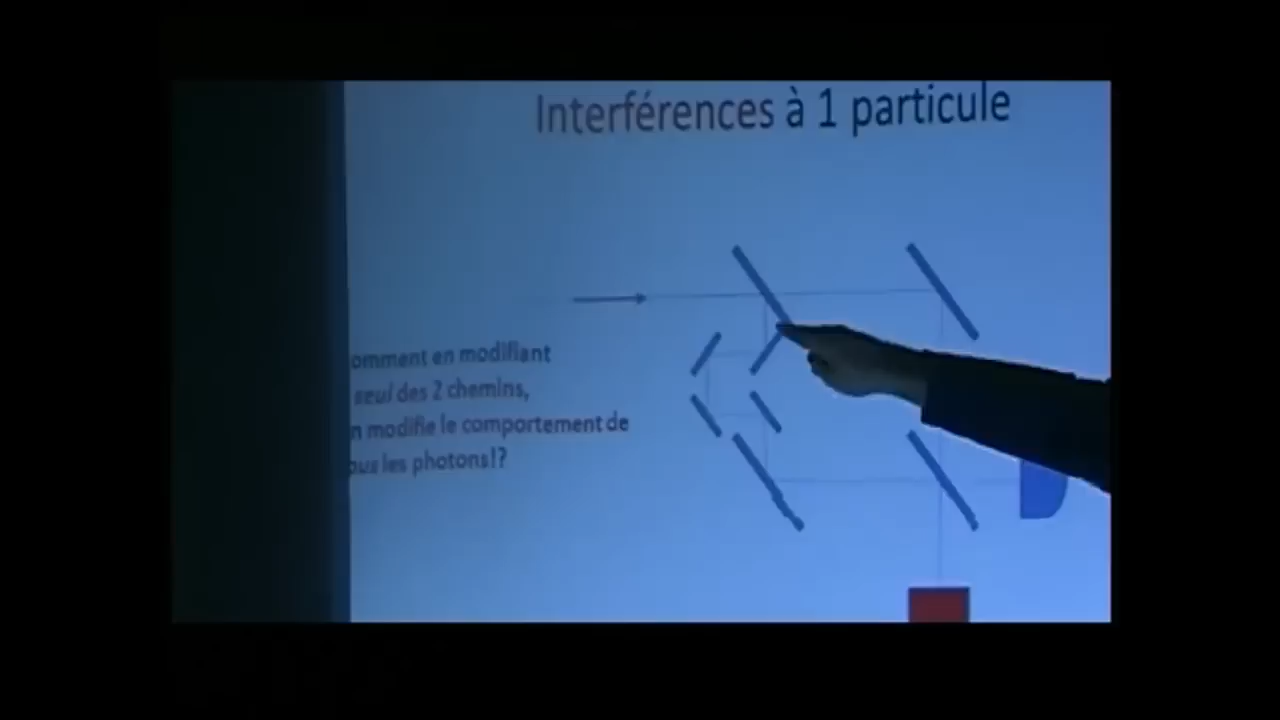 Interférences à 1 particule
omment en modifiant
seul des 2 chemins,
n modifie le comportement de
ous les photons!?